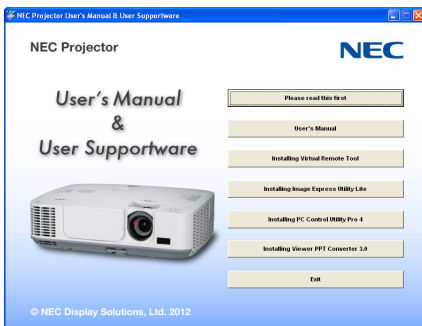 NEC Projector User's Manual & User Supportware
NEC Projector
NEC
User's Manual
&
User Supportware
Please read this first
User's Manual
Installing Virtual Remote Tool
Installing Image Express Utility Lite
Installing PC Control Utility Pro 4
Installing Viewer PPT Converter 3.0
Exit
© NEC Display Solutions, Ltd. 2012